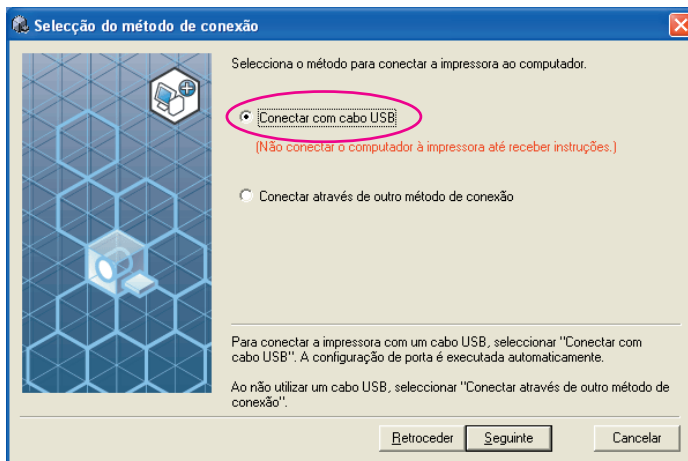 Selecção do método de conexão
Selecciona o método para conectar a impressora ao computador.
Conectar com cabo USB
(Não conectar o computador à impressora até receber instruções.)
Conectar através de outro método de conexão
Para conectar a impressora com um cabo USB, seleccionar "Conectar com
cabo USB". A configuração de porta é executada automaticamente.
Ao não utilizar um cabo USB, seleccionar "Conectar através de outro método de
conexão".
Retroceder Seguinte Cancelar